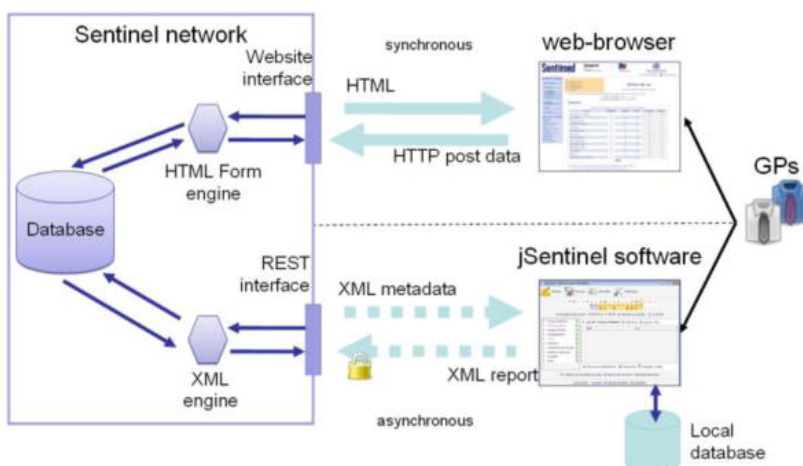 Sentinel network
synchronous
web-browser
Website
interface
HTML
HTTP post data
HTML Form
engine
GPs
Database
jSentinel software
REST
interface
XML metadata
XML report
XML
engine
asynchronous
Local
database